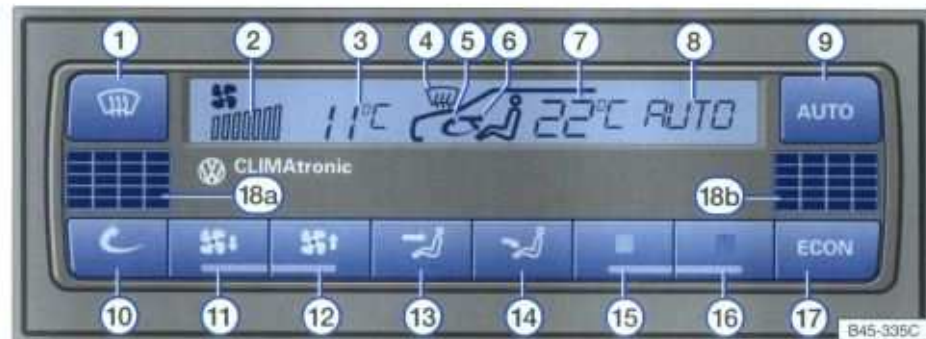 1 2 3 4 5 6 7 8 9
11°C 22°C AUTO AUTO
CLIMAtronic
18a 18b
ECON
10 11 12 13 14 15 16 17
B45-335C